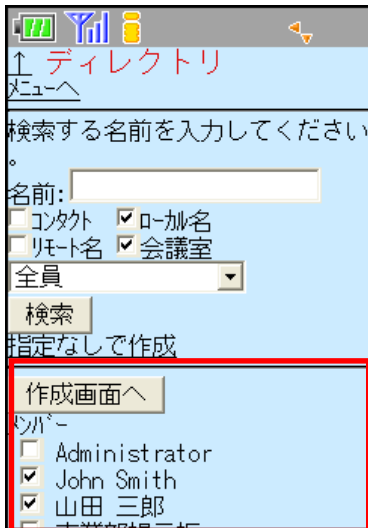 ↑ ディレクトリ
ﾒﾆｭｰへ
検索する名前を入力してください
。
名前:
ｺﾝﾀｸﾄ ﾛｰｶﾙ名
ﾘﾓｰﾄ名 会議室
全員
検索
指定なしで作成
作成画面へ
ﾒﾝﾊﾞｰ
Administrator
John Smith
山田 三郎